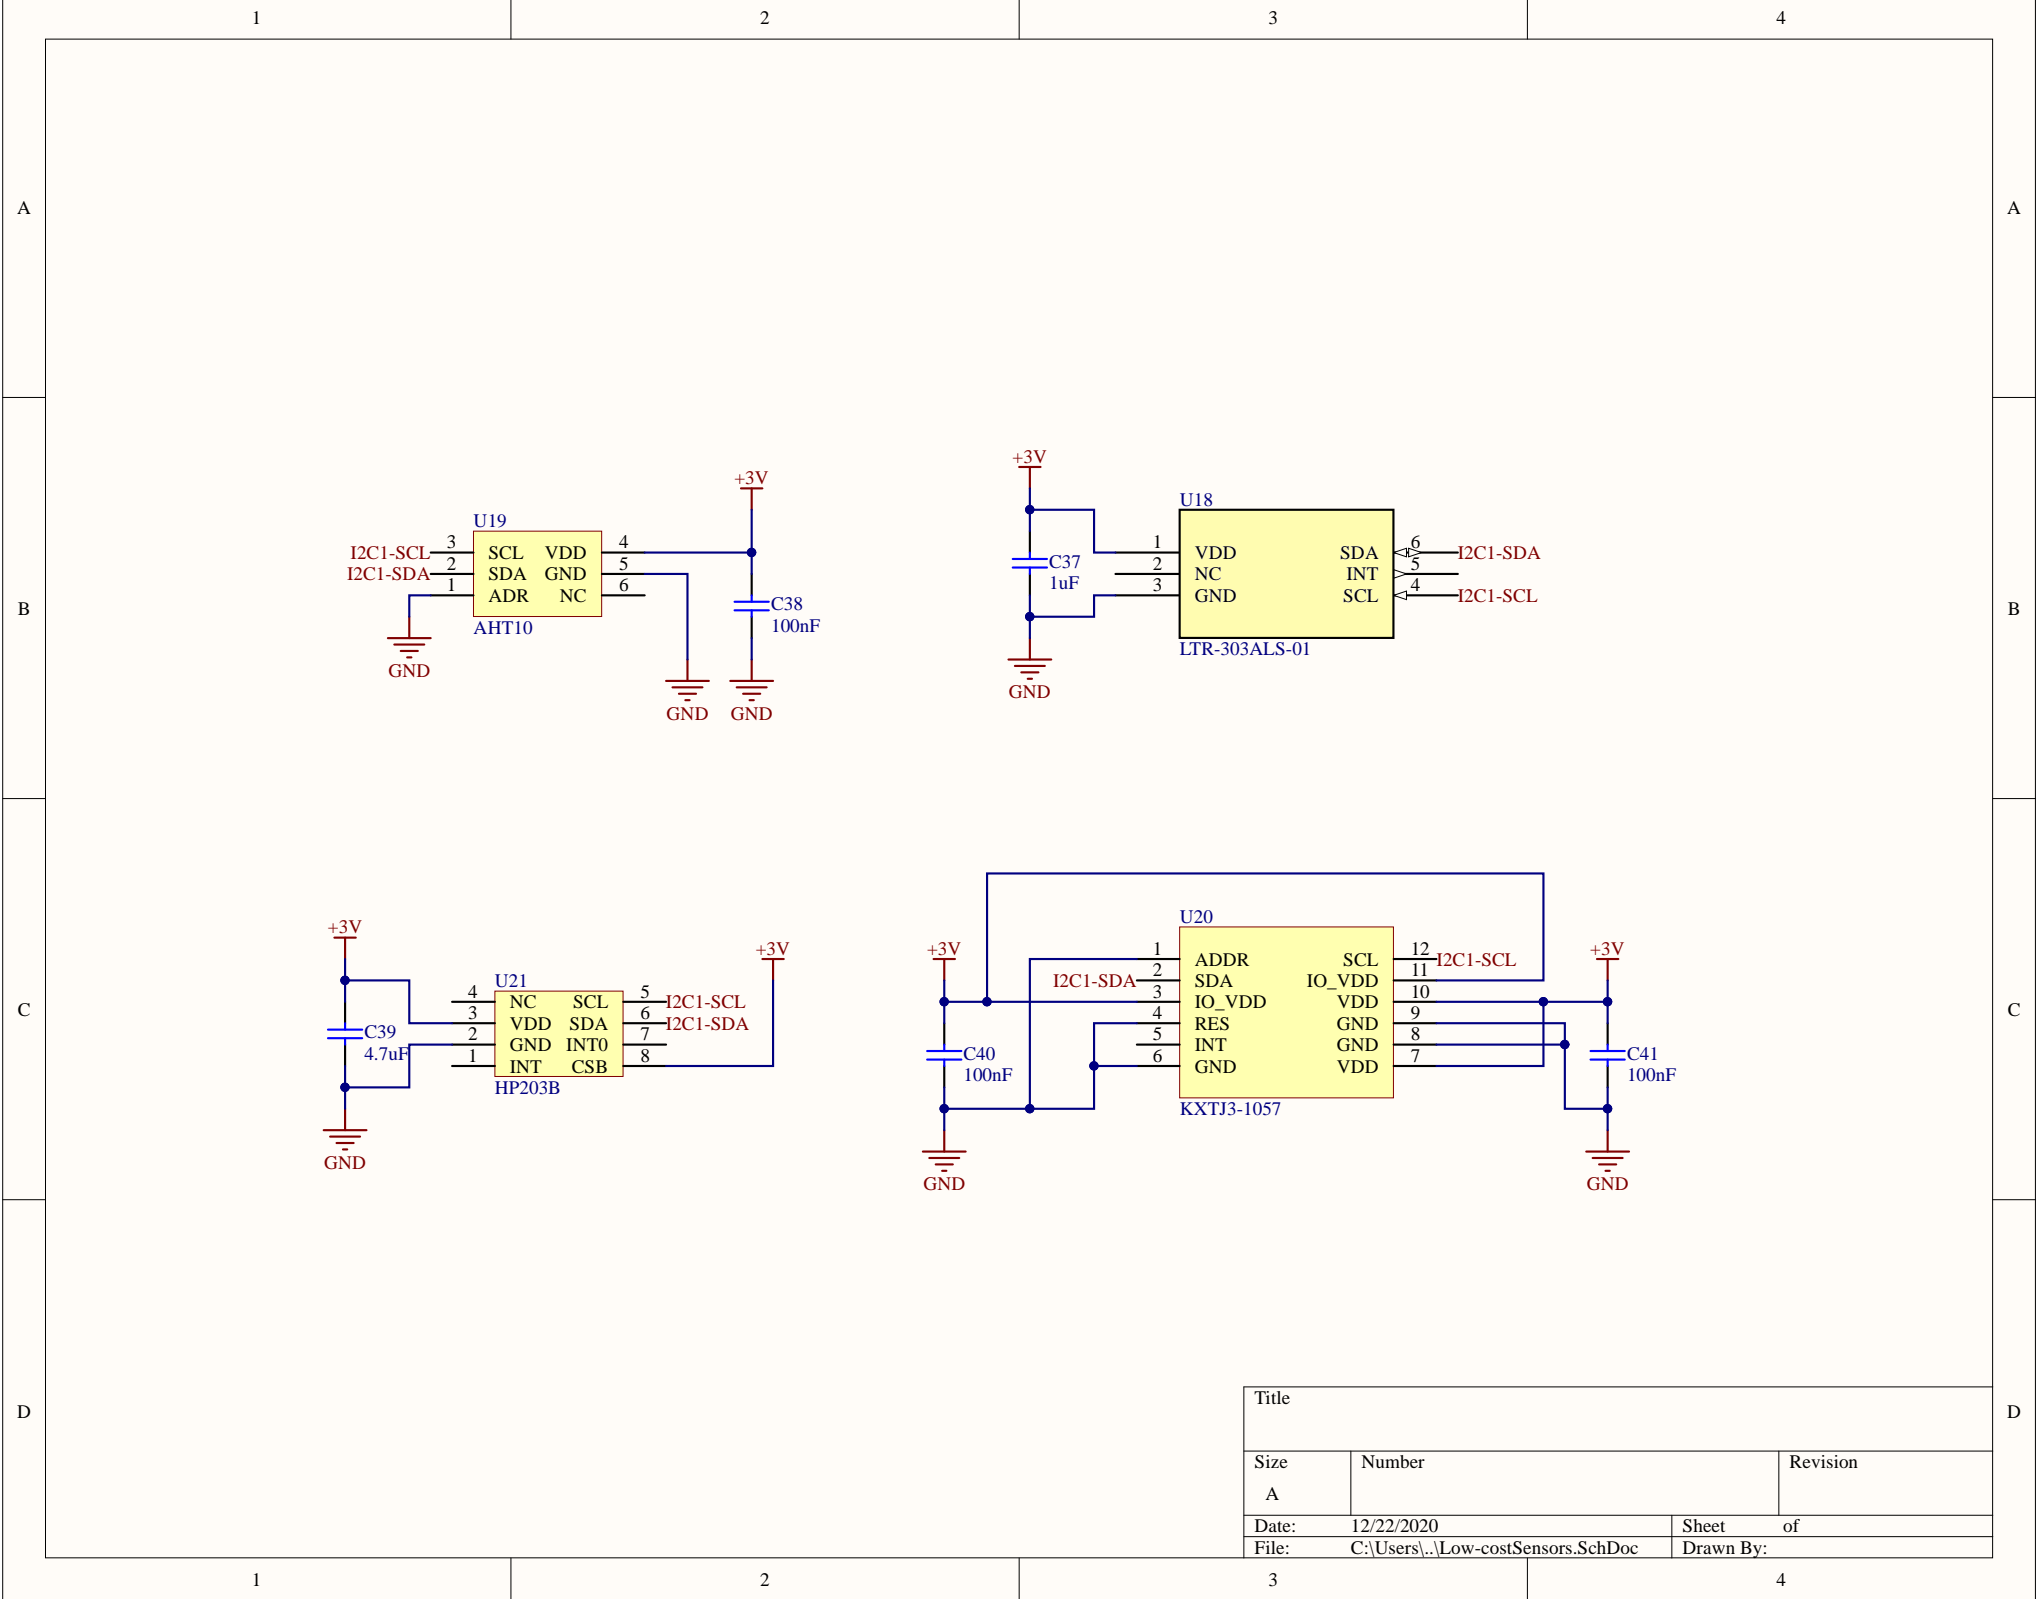 1 2 3 4
A A
+3V
+3V
U19
I2C1-SCL 3 SCL VDD 4
I2C1-SDA 2 SDA GND 5
1 ADR NC 6
AHT10
C38
100nF
GND
GND GND
U18
1 VDD SDA 6 I2C1-SDA
2 NC INT 5
3 GND SCL 4 I2C1-SCL
LTR-303ALS-01
C37
1uF
GND
B B
+3V
+3V
U21
4 NC SCL 5 I2C1-SCL
3 VDD SDA 6 I2C1-SDA
2 GND INT0 7
1 INT CSB 8
HP203B
C39
4.7uF
GND
+3V
+3V
U20
1 ADDR SCL 12 I2C1-SCL
I2C1-SDA 2 SDA IO_VDD 11
3 IO_VDD VDD 10
4 RES GND 9
5 INT GND 8
6 GND VDD 7
KXTJ3-1057
C40
100nF
C41
100nF
GND
GND
C C
D D
Title
Size Number Revision
A
Date: 12/22/2020 Sheet of
File: C:\Users\..\Low-costSensors.SchDoc Drawn By:
1 2 3 4